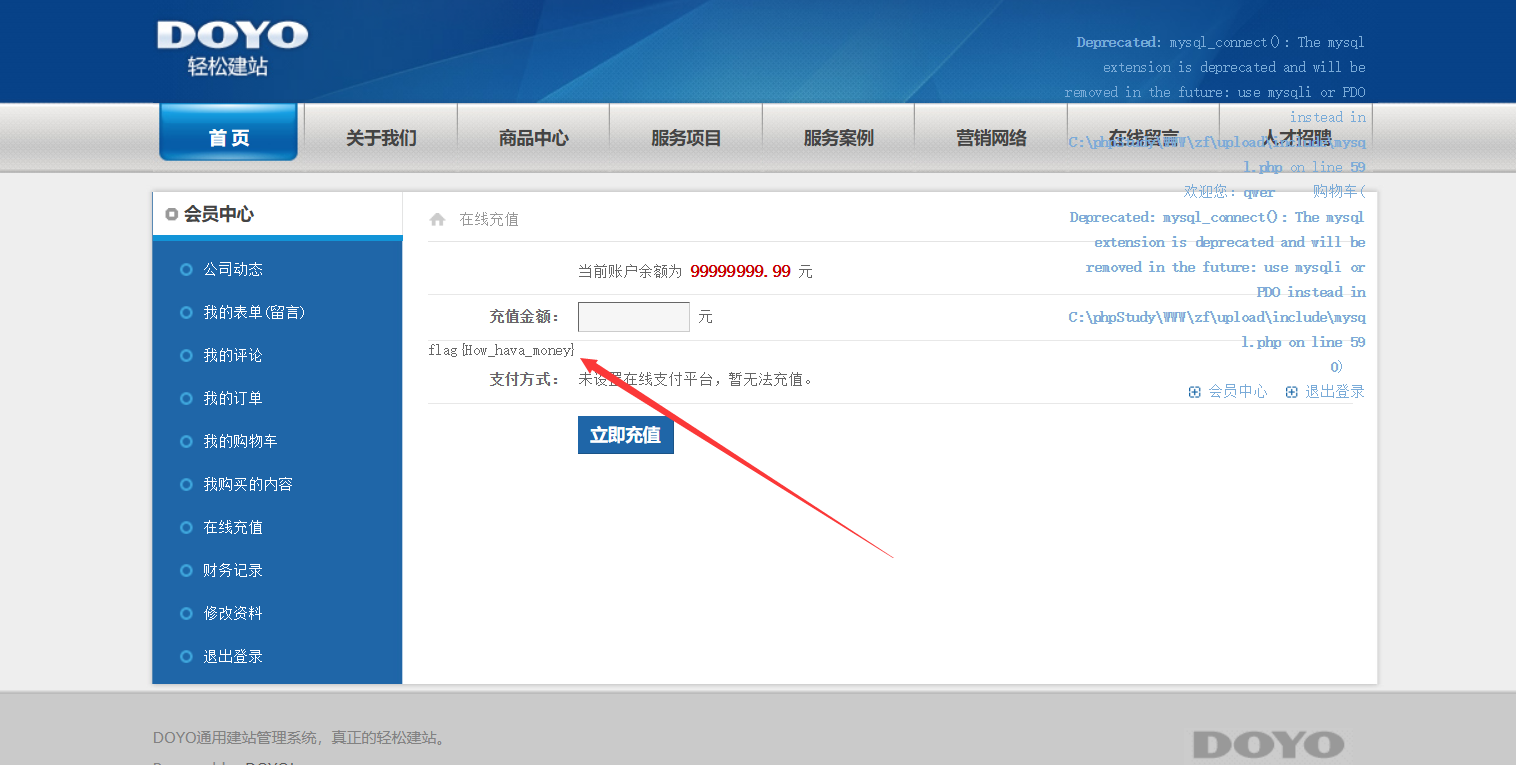 DOYO
轻松建站
Deprecated: mysql_connect(): The mysql
extension is deprecated and will be
removed in the future: use mysqli or PDO
instead in
C:\phpStudy\WWW\zf\upload\include\mysq
l.php on line 59
欢迎您: qwer 购物车(
Deprecated: mysql_connect(): The mysql
extension is deprecated and will be
removed in the future: use mysqli or
PDO instead in
C:\phpStudy\WWW\zf\upload\include\mysq
l.php on line 59
0)
会员中心 退出登录
首 页 关于我们 商品中心 服务项目 服务案例 营销网络 在线留言 人才招聘
会员中心
公司动态
我的表单(留言)
我的评论
我的订单
我的购物车
我购买的内容
在线充值
财务记录
修改资料
退出登录
在线充值
当前账户余额为 99999999.99 元
充值金额: 元
flag{How_hava_money}
支付方式: 未设置在线支付平台，暂无法充值。
立即充值
DOYO通用建站管理系统，真正的轻松建站。
DOYO